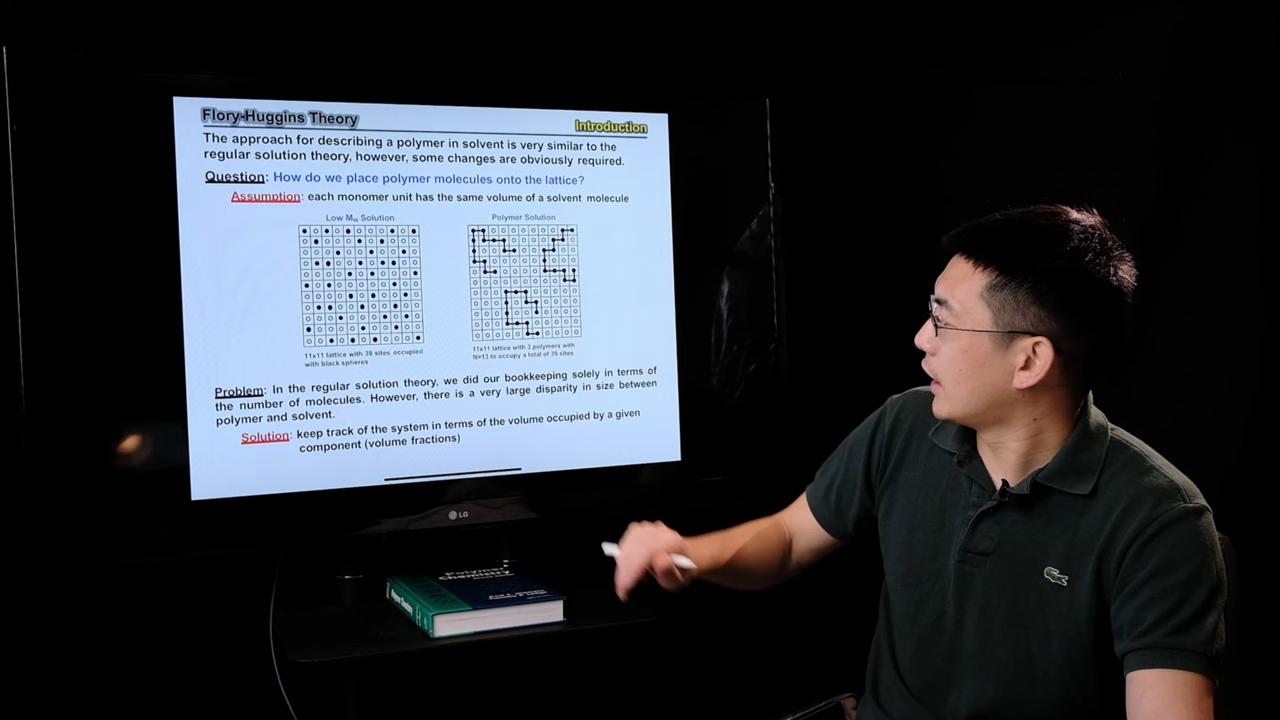 Flory-Huggins Theory
Introduction
The approach for describing a polymer in solvent is very similar to the
regular solution theory, however, some changes are obviously required.
Question: How do we place polymer molecules onto the lattice?
Assumption: each monomer unit has the same volume of a solvent molecule
Low Mw Solution
Polymer Solution
11x11 lattice with 39 sites occupied
with black spheres
11x11 lattice with 3 polymers with
N=13 to occupy a total of 39 sites
Problem: In the regular solution theory, we did our bookkeeping solely in terms of
the number of molecules. However, there is a very large disparity in size between
polymer and solvent.
Solution: keep track of the system in terms of the volume occupied by a given
component (volume fractions)
LG
Polymer
Chemistry